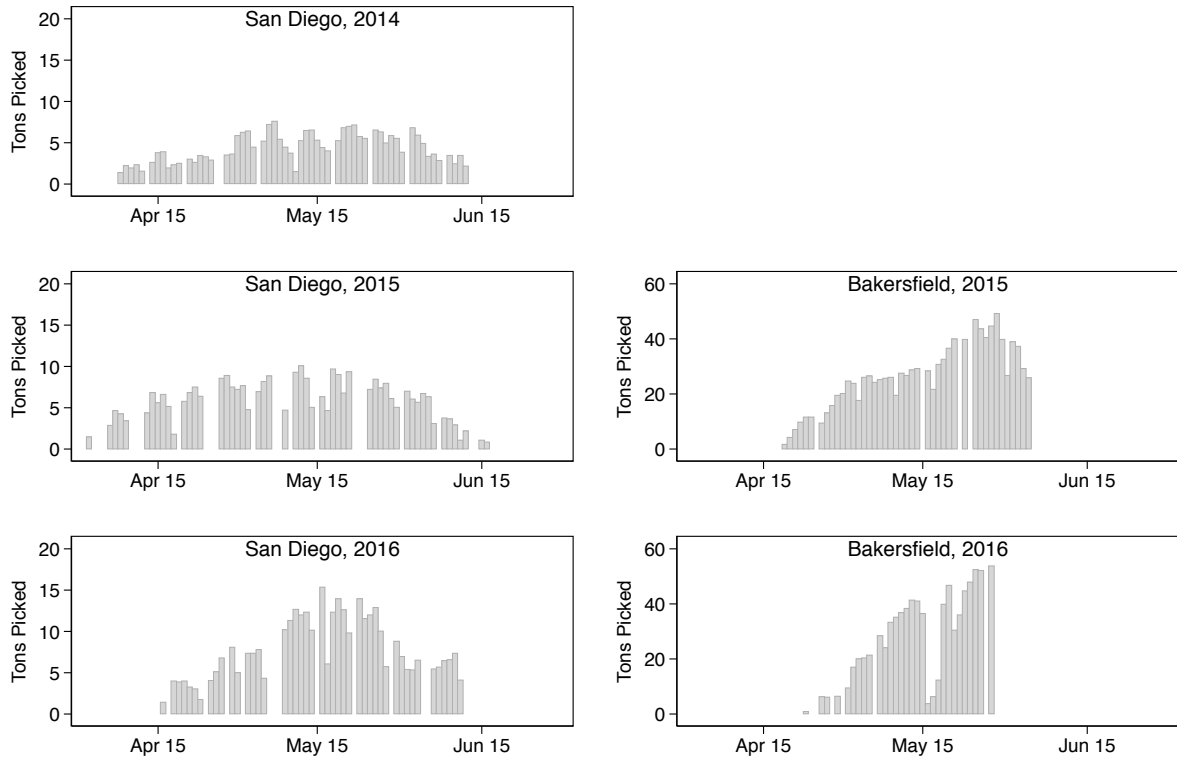 San Diego, 2014
Tons Picked
20
15
10
5
0
Apr 15 May 15 Jun 15
San Diego, 2015
Tons Picked
20
15
10
5
0
Apr 15 May 15 Jun 15
Bakersfield, 2015
Tons Picked
60
40
20
0
Apr 15 May 15 Jun 15
San Diego, 2016
Tons Picked
20
15
10
5
0
Apr 15 May 15 Jun 15
Bakersfield, 2016
Tons Picked
60
40
20
0
Apr 15 May 15 Jun 15